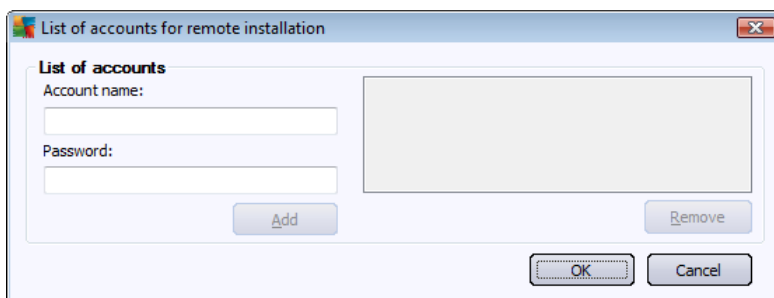 List of accounts for remote installation
List of accounts
Account name:
Password:
Add
Remove
OK
Cancel